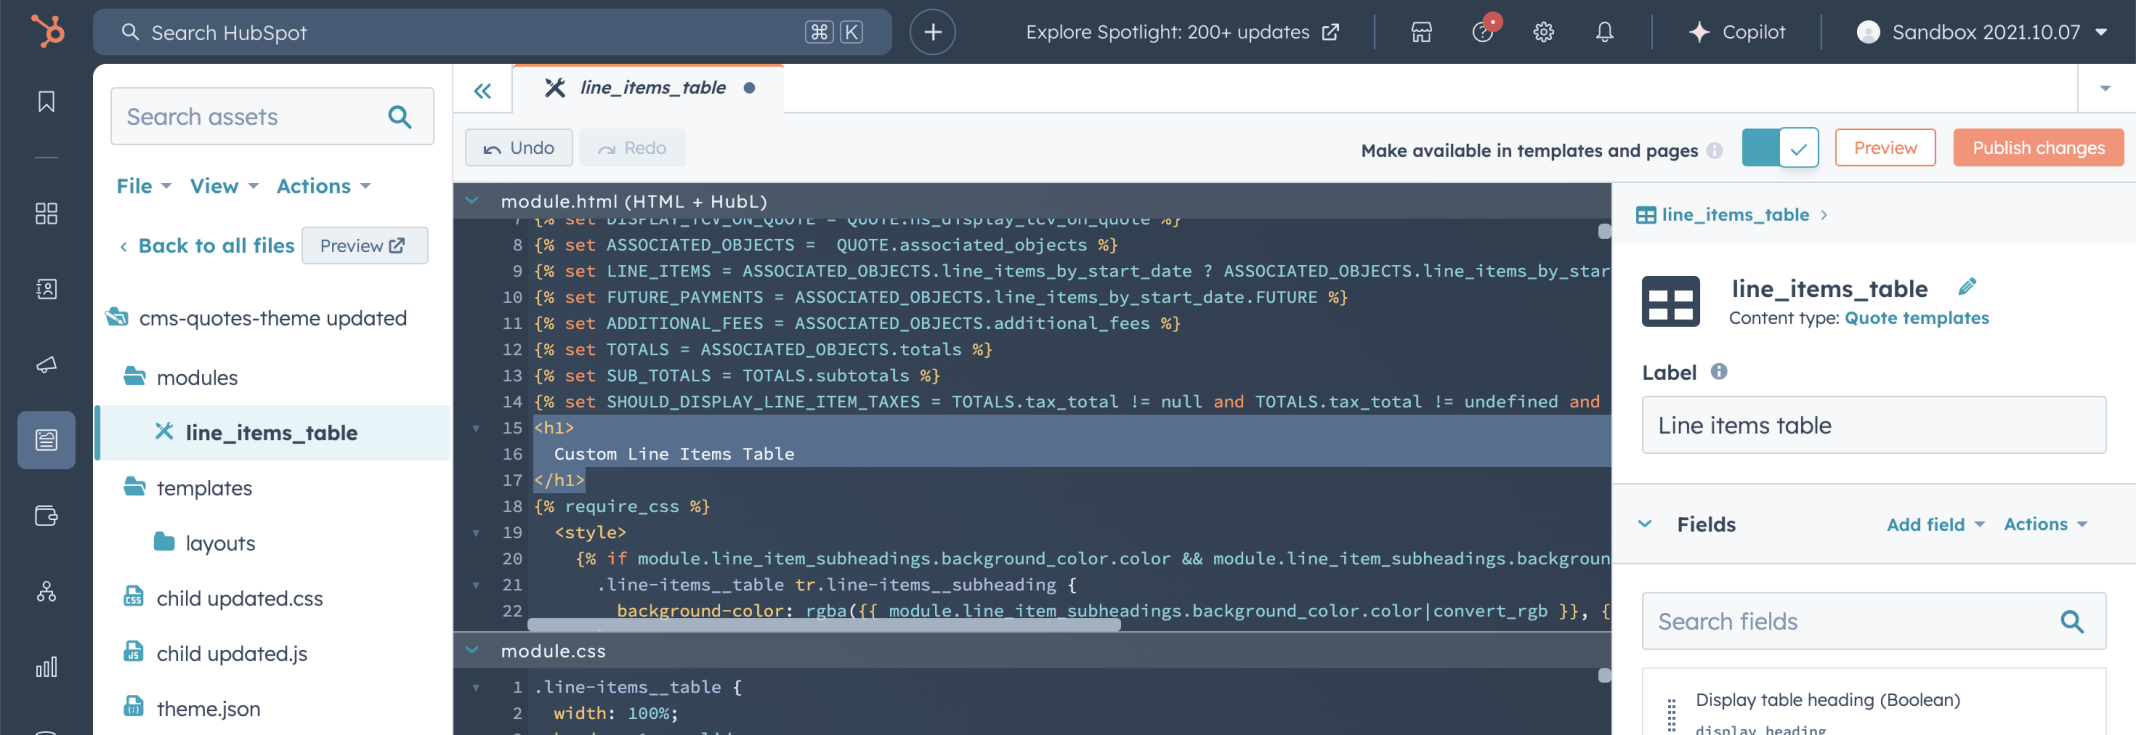 Search HubSpot
⌘ K
Explore Spotlight: 200+ updates
Copilot
Sandbox 2021.10.07
Search assets
File
View
Actions
Back to all files
Preview
cms-quotes-theme updated
modules
line_items_table
templates
layouts
child updated.css
child updated.js
theme.json
line_items_table
Undo
Redo
Make available in templates and pages
Preview
Publish changes
module.html (HTML + HubL)
7 {% set DISPLAY_TCV_ON_QUOTE = QUOTE.hs_display_tcv_on_quote %}
8 {% set ASSOCIATED_OBJECTS =  QUOTE.associated_objects %}
9 {% set LINE_ITEMS = ASSOCIATED_OBJECTS.line_items_by_start_date ? ASSOCIATED_OBJECTS.line_items_by_star
10 {% set FUTURE_PAYMENTS = ASSOCIATED_OBJECTS.line_items_by_start_date.FUTURE %}
11 {% set ADDITIONAL_FEES = ASSOCIATED_OBJECTS.additional_fees %}
12 {% set TOTALS = ASSOCIATED_OBJECTS.totals %}
13 {% set SUB_TOTALS = TOTALS.subtotals %}
14 {% set SHOULD_DISPLAY_LINE_ITEM_TAXES = TOTALS.tax_total != null and TOTALS.tax_total != undefined and
15 <h1>
16 Custom Line Items Table
17 </h1>
18 {% require_css %}
19 <style>
20 {% if module.line_item_subheadings.background_color.color && module.line_item_subheadings.backgroun
21 .line-items__table tr.line-items__subheading {
22 background-color: rgba({{ module.line_item_subheadings.background_color.color|convert_rgb }}, {
module.css
1 .line-items__table {
2 width: 100%;
line_items_table
line_items_table
Content type: Quote templates
Label
Line items table
Fields
Add field
Actions
Search fields
Display table heading (Boolean)
display_heading